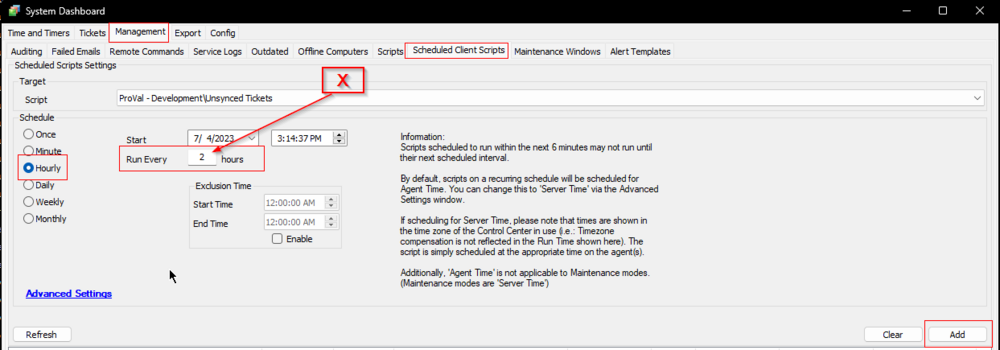 System Dashboard
Time and Timers Tickets Management Export Config
Auditing Failed Emails Remote Commands Service Logs Outdated Offline Computers Scripts Scheduled Client Scripts Maintenance Windows Alert Templates
Scheduled Scripts Settings
Target
Script ProVal - Development\Unsynced Tickets
Schedule
Once
Minute
Hourly
Daily
Weekly
Monthly
X
Start 7/ 4/2023 3:14:37 PM
Run Every 2 hours
Exclusion Time
Start Time 12:00:00 AM
End Time 12:00:00 AM
Enable
Information:
Scripts scheduled to run within the next 6 minutes may not run until
their next scheduled interval.
By default, scripts on a recurring schedule will be scheduled for
Agent Time. You can change this to 'Server Time' via the Advanced
Settings window.
If scheduling for Server Time, please note that times are shown in
the time zone of the Control Center in use (i.e.: Timezone
compensation is not reflected in the Run Time shown here). The
script is simply scheduled at the appropriate time on the agent(s).
Additionally, 'Agent Time' is not applicable to Maintenance modes.
(Maintenance modes are 'Server Time')
Advanced Settings
Refresh Clear Add